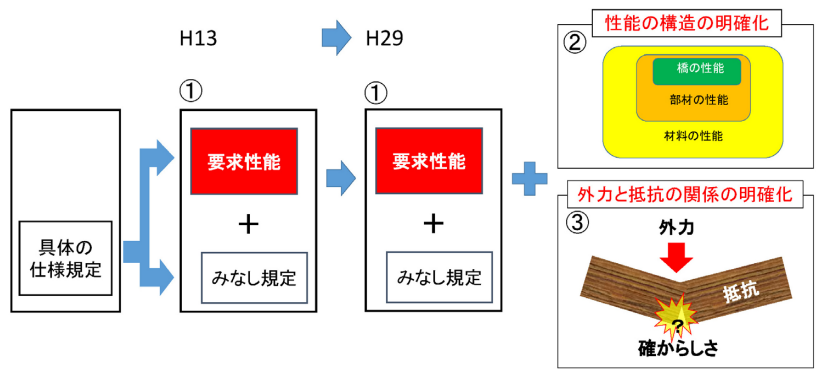 H13
H29
①
①
具体の
仕様規定
要求性能
+
みなし規定
要求性能
+
みなし規定
性能の構造の明確化
②
橋の性能
部材の性能
材料の性能
外力と抵抗の関係の明確化
③
外力
抵抗
?
確からしさ